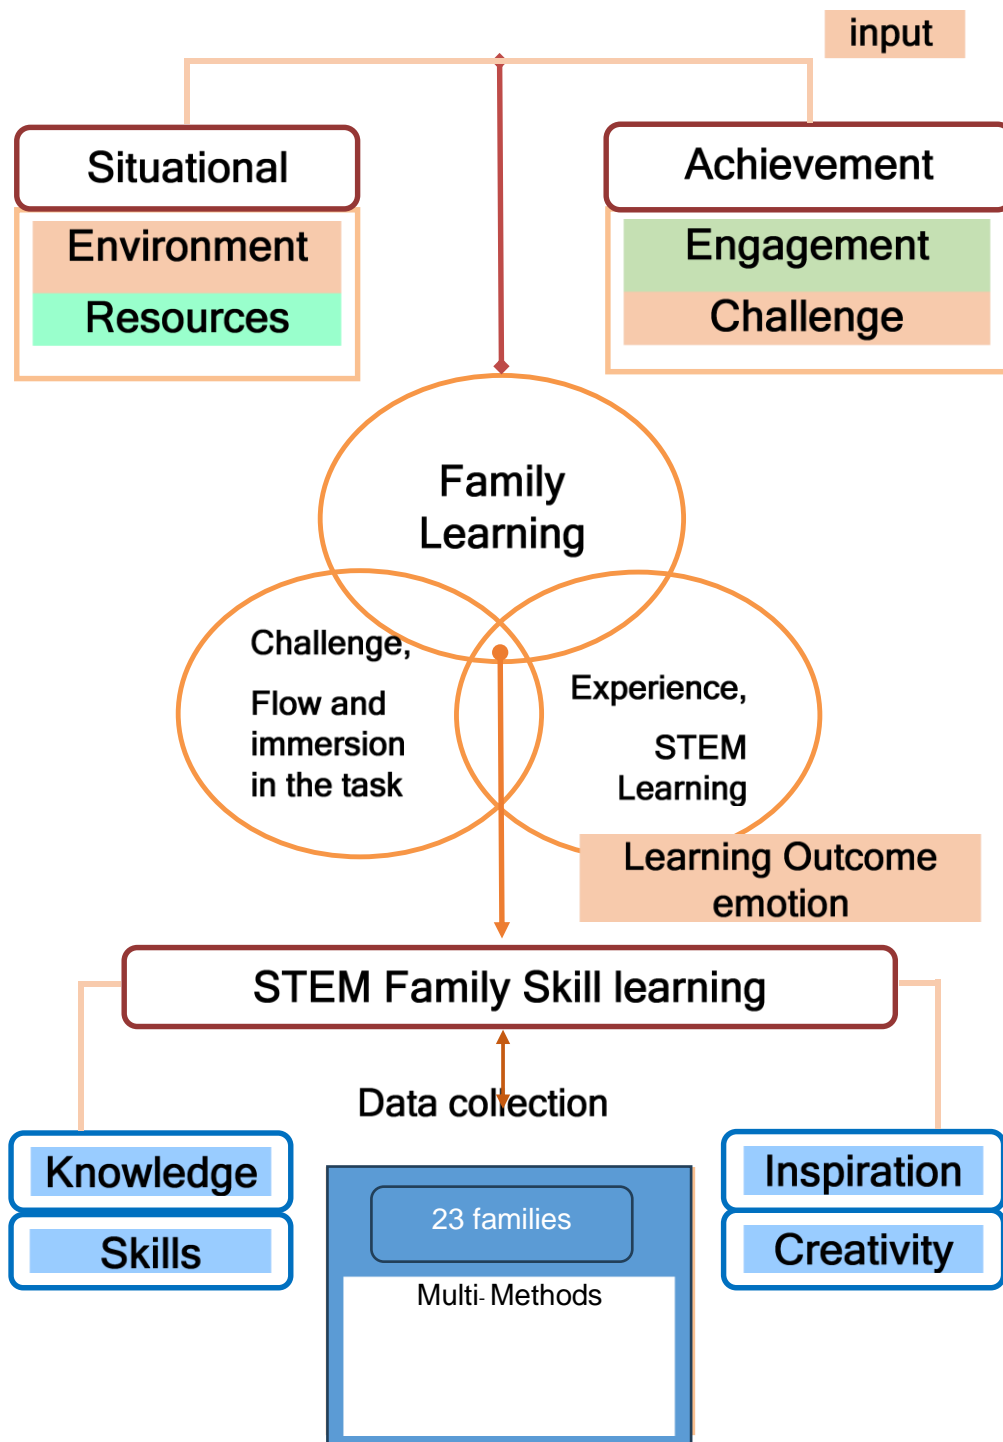 input
Situational
Achievement
Environment
Resources
Engagement
Challenge
Family
Learning
Challenge,
Flow and
immersion
in the task
Experience,
STEM
Learning
Learning Outcome
emotion
STEM Family Skill learning
Data collection
Knowledge
Skills
23 families
Multi- Methods
Inspiration
Creativity